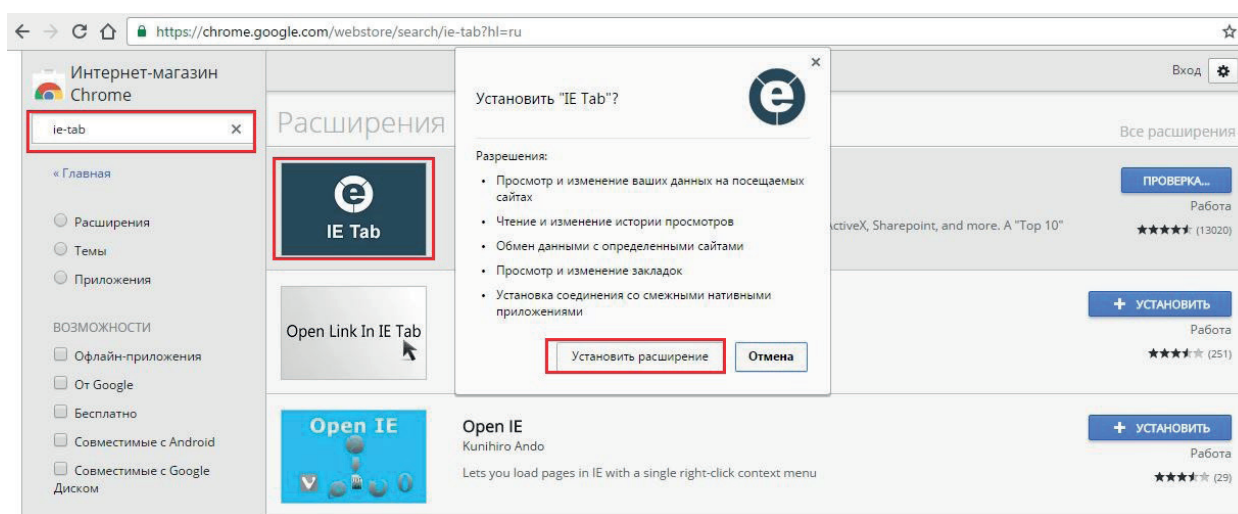 https://chrome.google.com/webstore/search/ie-tab?hl=ru
Интернет-магазин
Chrome
Вход
ie-tab
« Главная
Расширения
Темы
Приложения
ВОЗМОЖНОСТИ
Офлайн-приложения
От Google
Бесплатно
Совместимые с Android
Совместимые с Google
Диском
Расширения
Все расширения
IE Tab
ctiveX, Sharepoint, and more. A "Top 10"
ПРОВЕРКА...
Работа
(13020)
Установить "IE Tab"?
Разрешения:
• Просмотр и изменение ваших данных на посещаемых
сайтах
• Чтение и изменение истории просмотров
• Обмен данными с определенными сайтами
• Просмотр и изменение закладок
• Установка соединения со смежными нативными
приложениями
Установить расширение
Отмена
Open Link In IE Tab
+ УСТАНОВИТЬ
Работа
(251)
Open IE
Open IE
Kunihiro Ando
Lets you load pages in IE with a single right-click context menu
+ УСТАНОВИТЬ
Работа
(29)